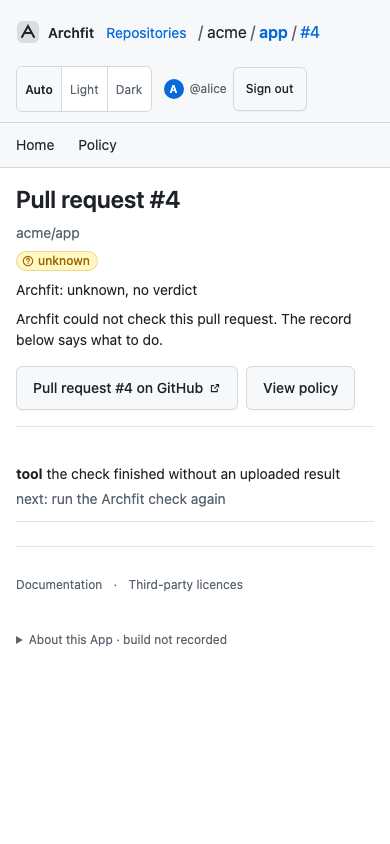 Archfit Repositories / acme / app / #4
Auto Light Dark A @alice Sign out
Home Policy
Pull request #4
acme/app
unknown
Archfit: unknown, no verdict
Archfit could not check this pull request. The record
below says what to do.
Pull request #4 on GitHub View policy
tool the check finished without an uploaded result
next: run the Archfit check again
Documentation · Third-party licences
About this App · build not recorded